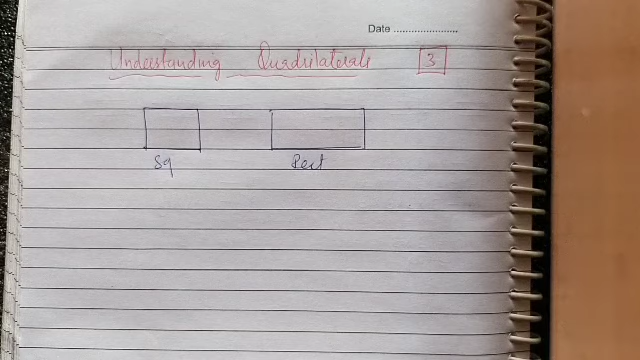 Date ......................
Understanding Quadrilaterals 3
Sq Rect